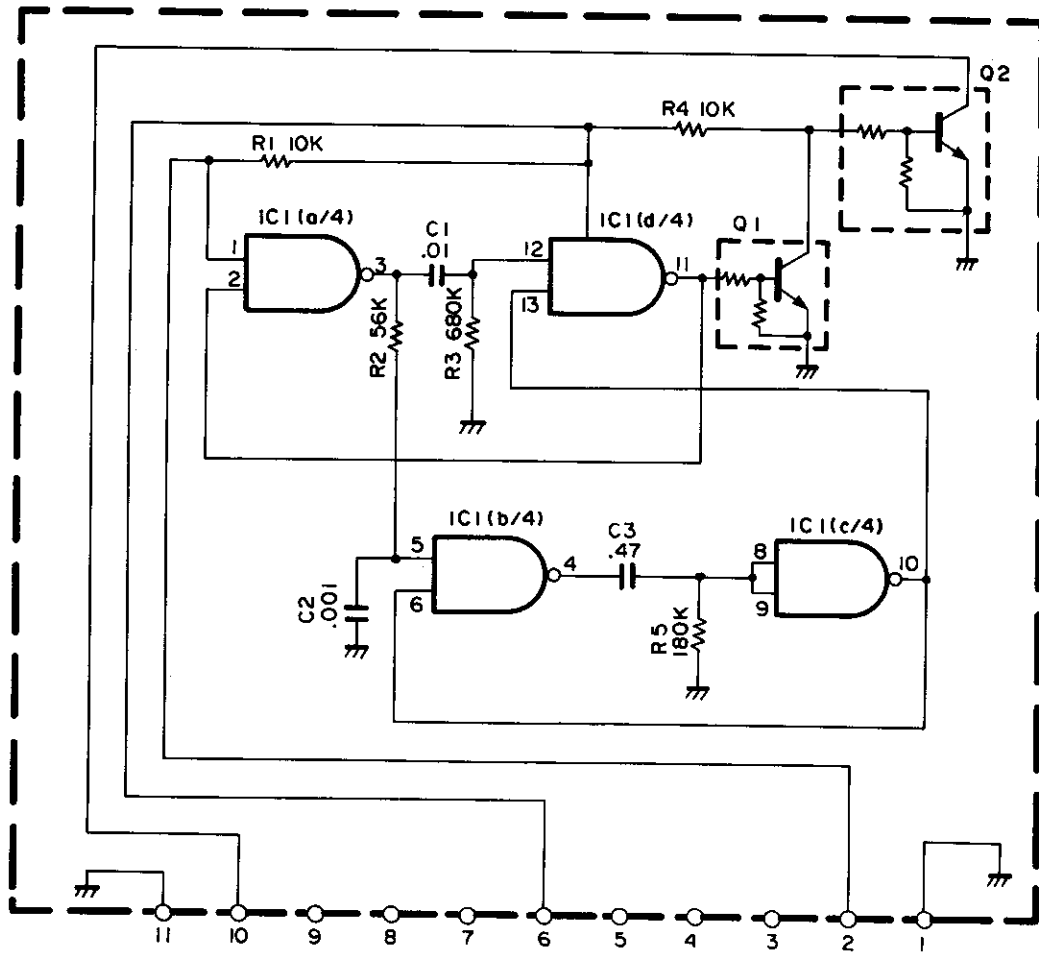 Q2
R4 10K
R1 10K
IC1(a/4)
C1
.01
IC1(d/4)
Q1
1
2
3
12
13
11
R2 56K
R3 680K
IC1(b/4)
C3
.47
IC1(c/4)
5
6
4
8
9
10
C2
.001
R5
180K
11
10
9
8
7
6
5
4
3
2
1